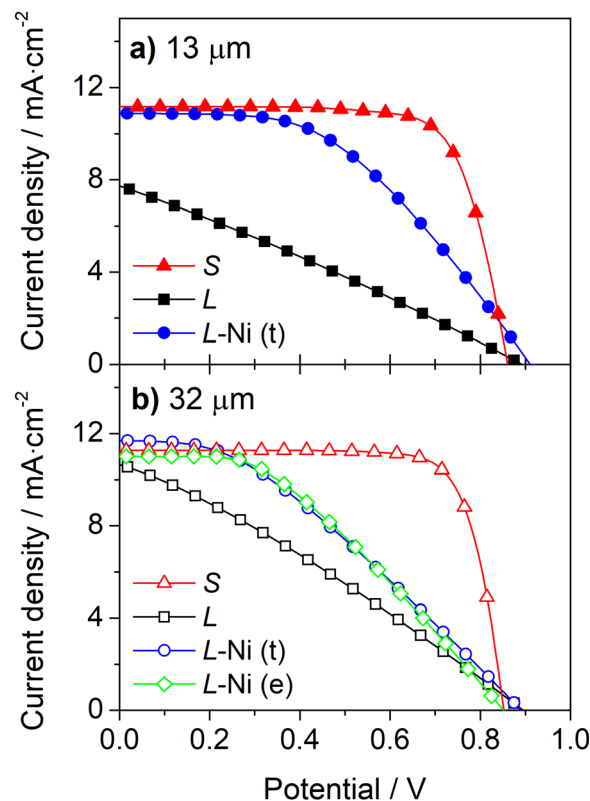 a) 13 μm
12
8
4
0
Current density / mA·cm⁻²
S
L
L-Ni (t)
b) 32 μm
12
8
4
0
Current density / mA·cm⁻²
S
L
L-Ni (t)
L-Ni (e)
0.0 0.2 0.4 0.6 0.8 1.0
Potential / V